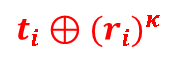 tᵢ ⊕ (rᵢ)ᵏ